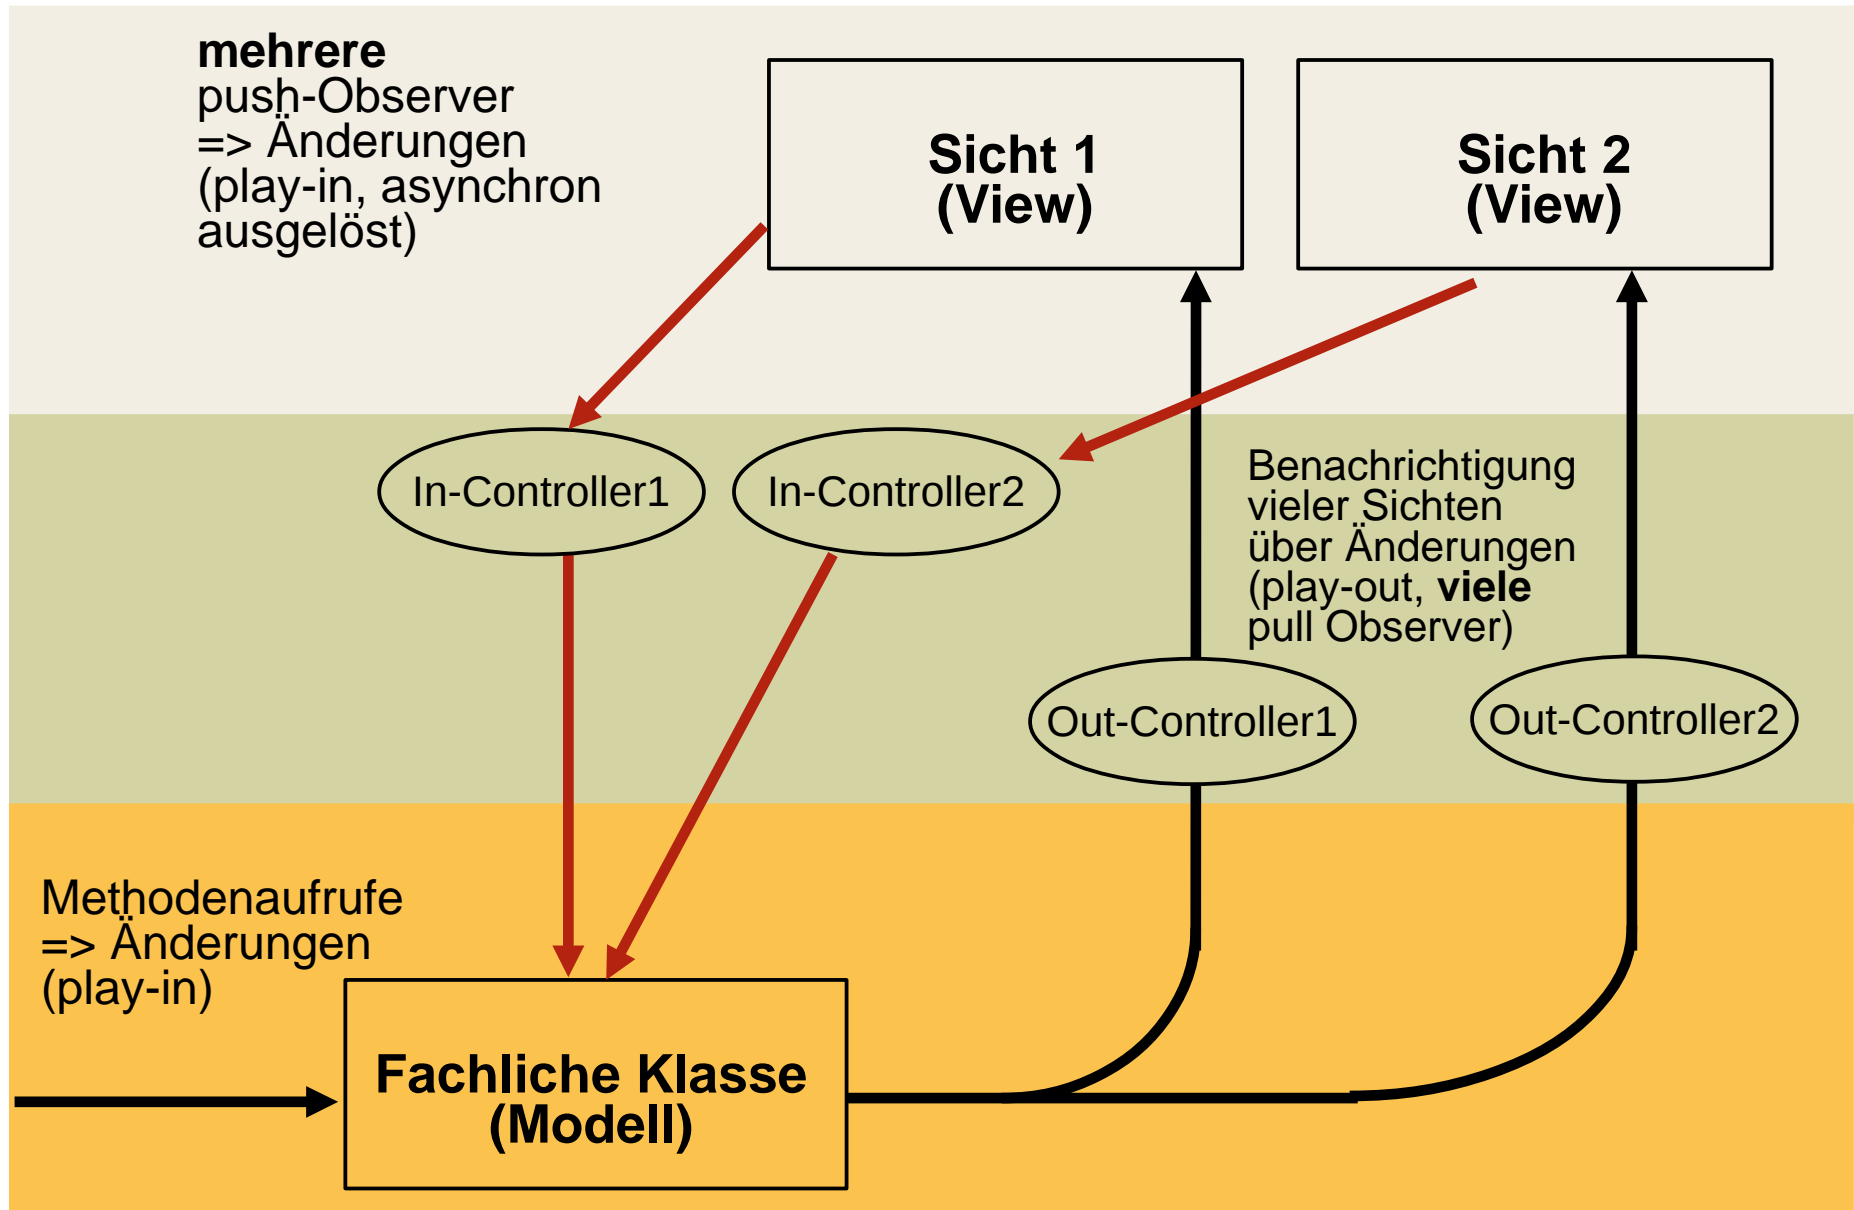 mehrere
push-Observer
=> Änderungen
(play-in, asynchron
ausgelöst)
Sicht 1
(View)
Sicht 2
(View)
In-Controller1
In-Controller2
Benachrichtigung
vieler Sichten
über Änderungen
(play-out, viele
pull Observer)
Out-Controller1
Out-Controller2
Methodenaufrufe
=> Änderungen
(play-in)
Fachliche Klasse
(Modell)